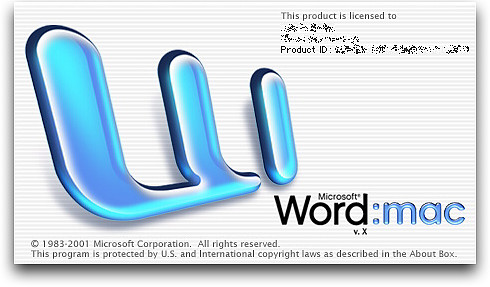 This product is licensed to
Product ID:
Microsoft®
Word:mac
v. X
© 1983-2001 Microsoft Corporation. All rights reserved.
This program is protected by U.S. and International copyright laws as described in the About Box.